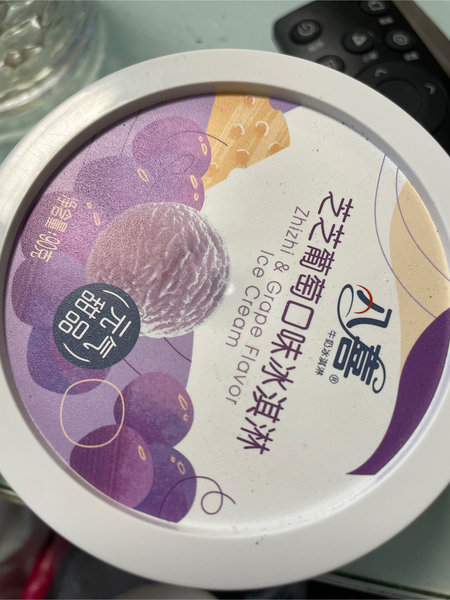 八喜®
牛奶冰淇淋
芝芝葡萄口味冰淇淋
Zhizhi & Grape Flavor
Ice Cream
(元气
甜品)
净含量:90克